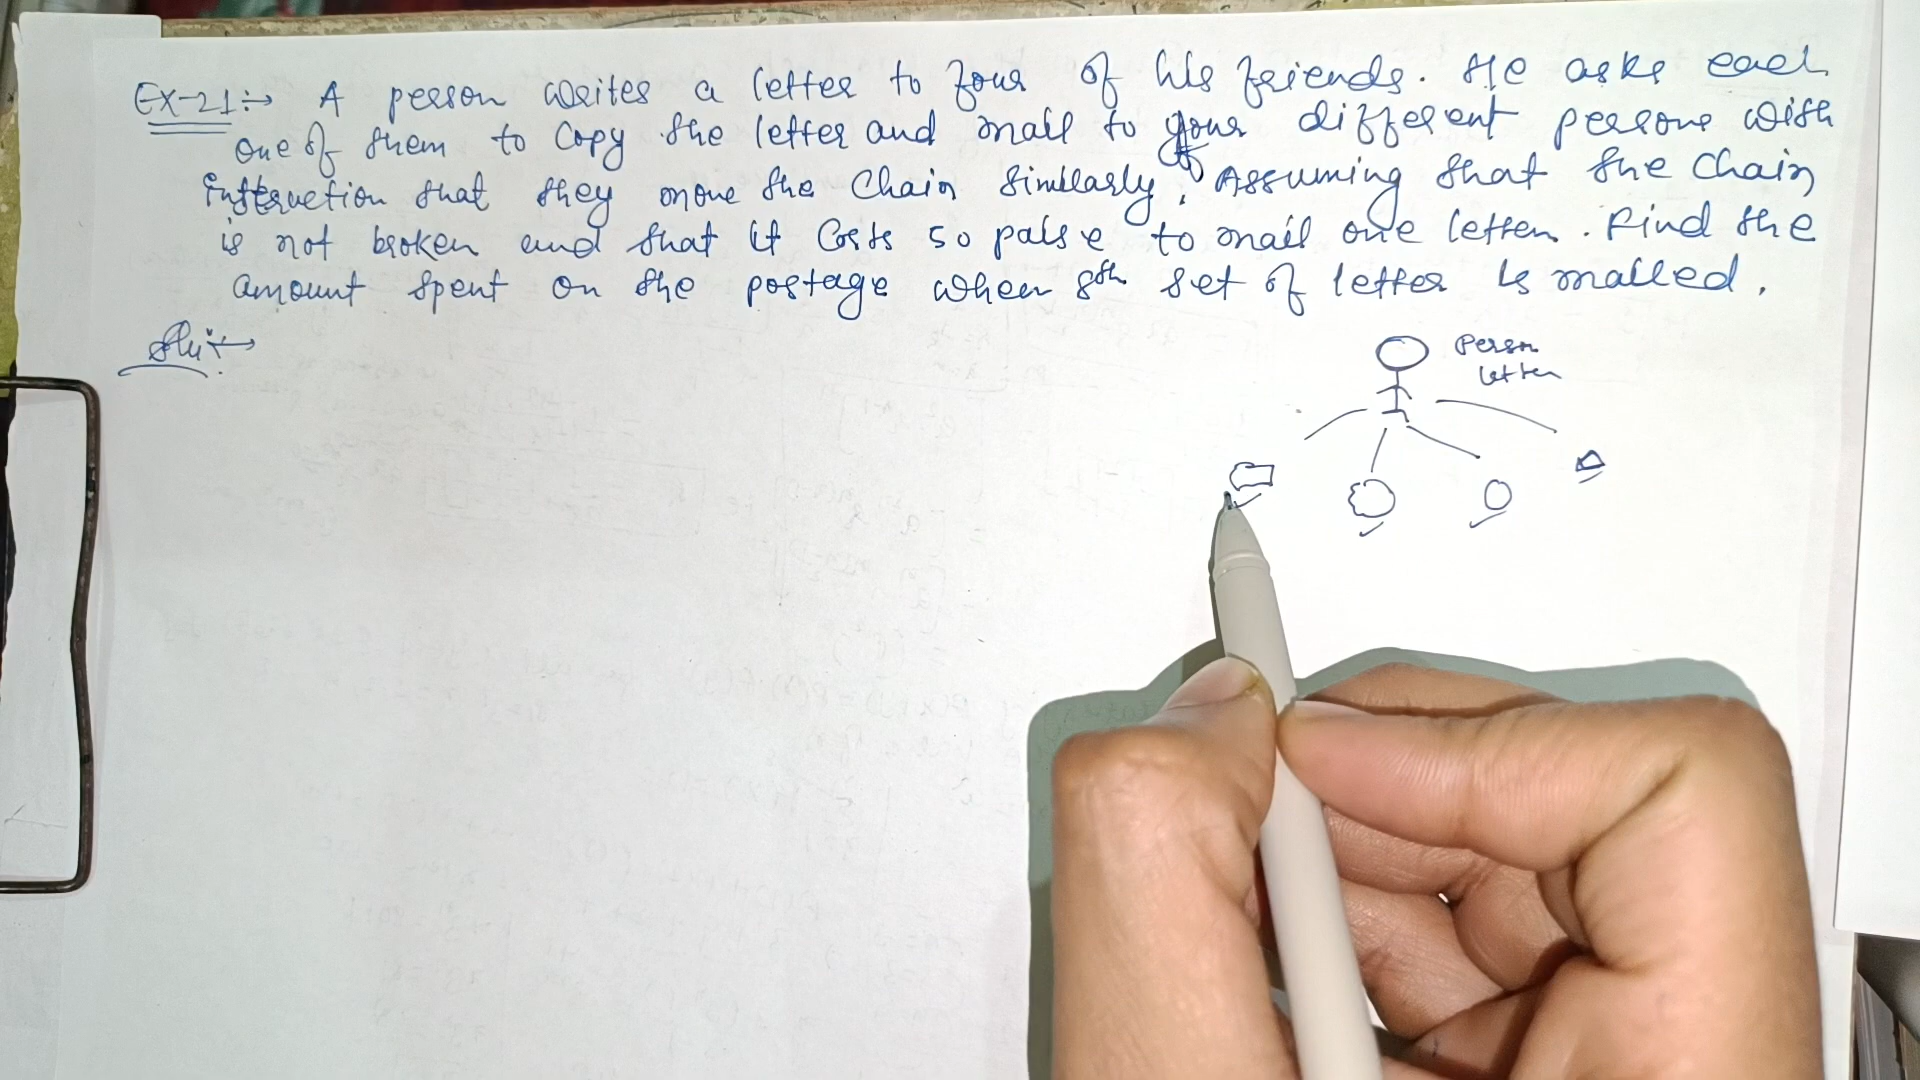 Ex-21:→ A person writes a letter to four of his friends. He asks each
one of them to copy the letter and mail to four different persons with
instruction that they move the chain similarly. Assuming that the chain
is not broken and that it costs 50 paise to mail one letter. Find the
amount spent on the postage when 8th set of letter is mailed.
Person
letter